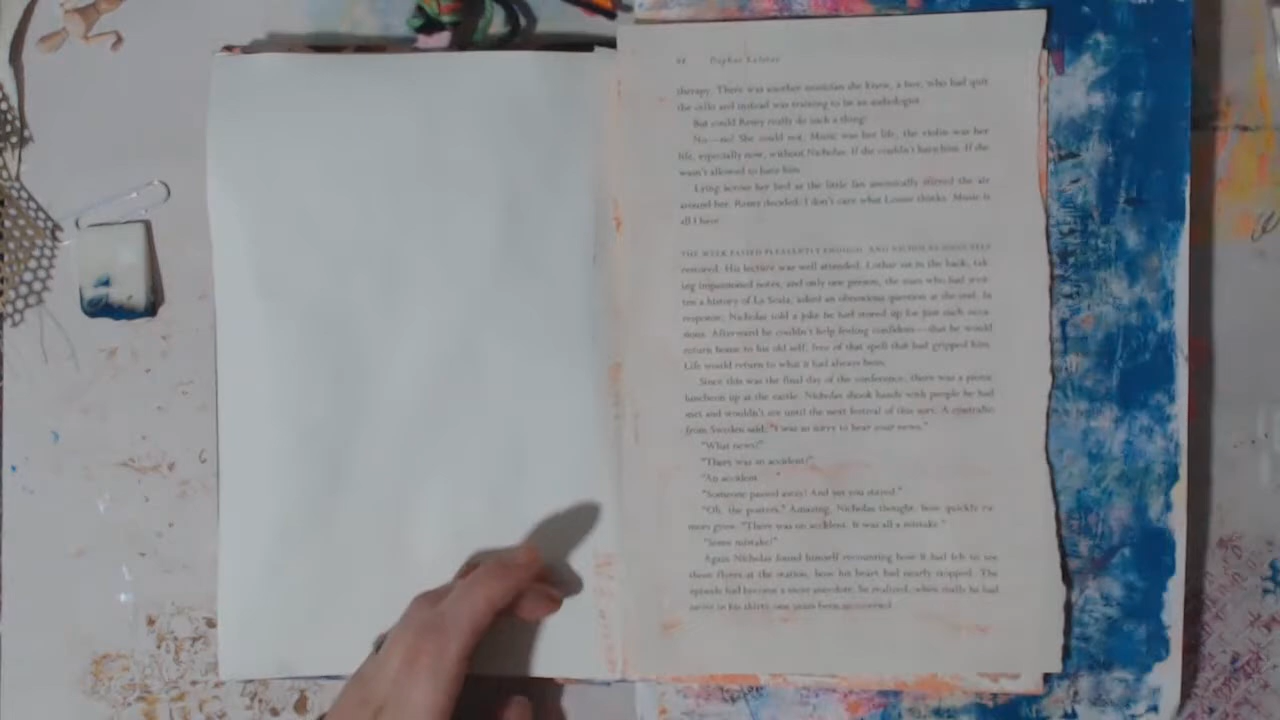 94 Daphne Kalotay
therapy. There was another musician she knew, a boy, who had quit
the cello and instead was training to be an audiologist.
But could Remy really do such a thing?
No—no! She could not. Music was her life, the violin was her
life, especially now, without Nicholas. If she couldn't have him. If she
wasn't allowed to have him.
Lying across her bed as the little fan anemically stirred the air
around her, Remy decided: I don't care what Louise thinks. Music is
all I have.
THE WEEK PASSED PLEASANTLY ENOUGH, AND NICHOLAS
restored. His lecture was well attended. Lothar sat in the back, tak-
ing impassioned notes, and only one person, the man who had writ-
ten a history of La Scala, asked an obnoxious question at the end. In
response, Nicholas told a joke he had stored up for just such occa-
sions. Afterward he couldn't help feeling confident—that he would
return home to his old self, free of that spell that had gripped him.
Life would return to what it had always been.
Since this was the final day of the conference, there was a picnic
luncheon up at the castle. Nicholas shook hands with people he had
met and wouldn't see until the next festival of this sort. A contralto
from Sweden said, "I was so sorry to hear your news."
"What news?"
"There was an accident?"
"An accident
"Someone passed away? And yet you stayed."
"Oh, the posters." Amazing, Nicholas thought, how quickly ru-
mors grow. "There was no accident. It was all a mistake."
"Some mistake!"
Again Nicholas found himself recounting how it had felt to see
those flyers at the station, how his heart had nearly stopped. The
episode had become a mere anecdote, he realized, when really he had
never in his thirty-one years been so